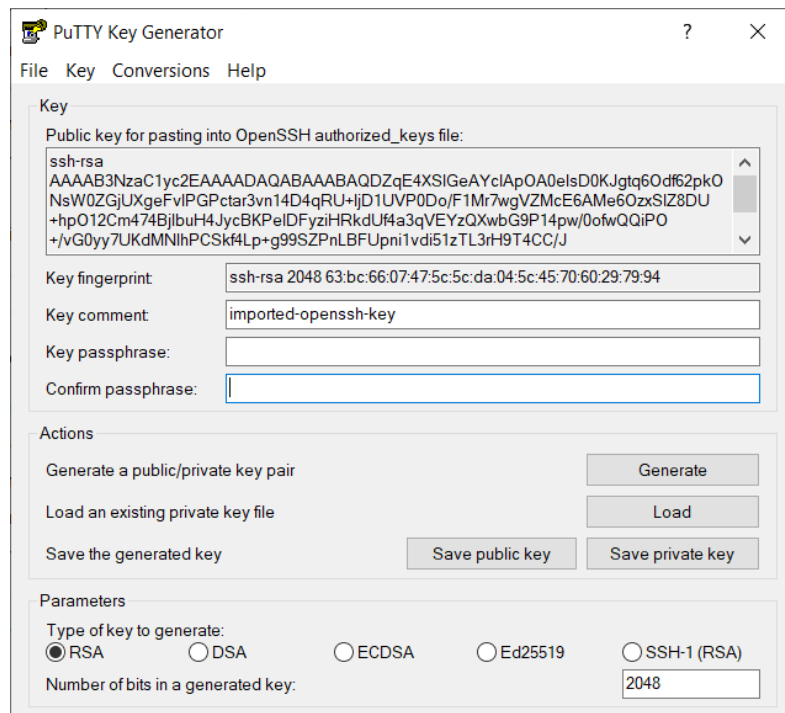 PuTTY Key Generator
File Key Conversions Help
Key
Public key for pasting into OpenSSH authorized_keys file:
ssh-rsa
AAAAB3NzaC1yc2EAAAADAQABAAABAQDZqE4XSlGeAYclApOA0eIsD0KJgtq6Odf62pkO
NsW0ZGjUXgeFvlPGPctar3vn14D4qRU+ljD1UVP0Do/F1Mr7wgVZMcE6AMe6OzxSlZ8DU
+hpO12Cm474BjlbuH4JycBKPelDFyziHRkdUf4a3qVEYzQXwbG9P14pw/0ofwQQiPO
+/vG0yy7UKdMNlhPCSkf4Lp+g99SZPnLBFUpni1vdi51zTL3rH9T4CC/J
Key fingerprint: ssh-rsa 2048 63:bc:66:07:47:5c:5c:da:04:5c:45:70:60:29:79:94
Key comment: imported-openssh-key
Key passphrase:
Confirm passphrase:
Actions
Generate a public/private key pair Generate
Load an existing private key file Load
Save the generated key Save public key Save private key
Parameters
Type of key to generate:
RSA DSA ECDSA Ed25519 SSH-1 (RSA)
Number of bits in a generated key: 2048